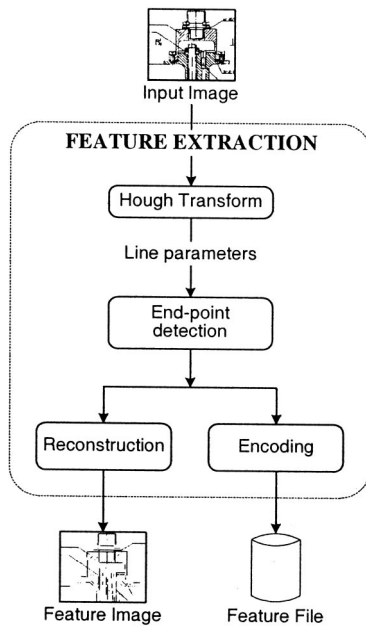 Input Image
FEATURE EXTRACTION
Hough Transform
Line parameters
End-point
detection
Reconstruction
Encoding
Feature Image
Feature File